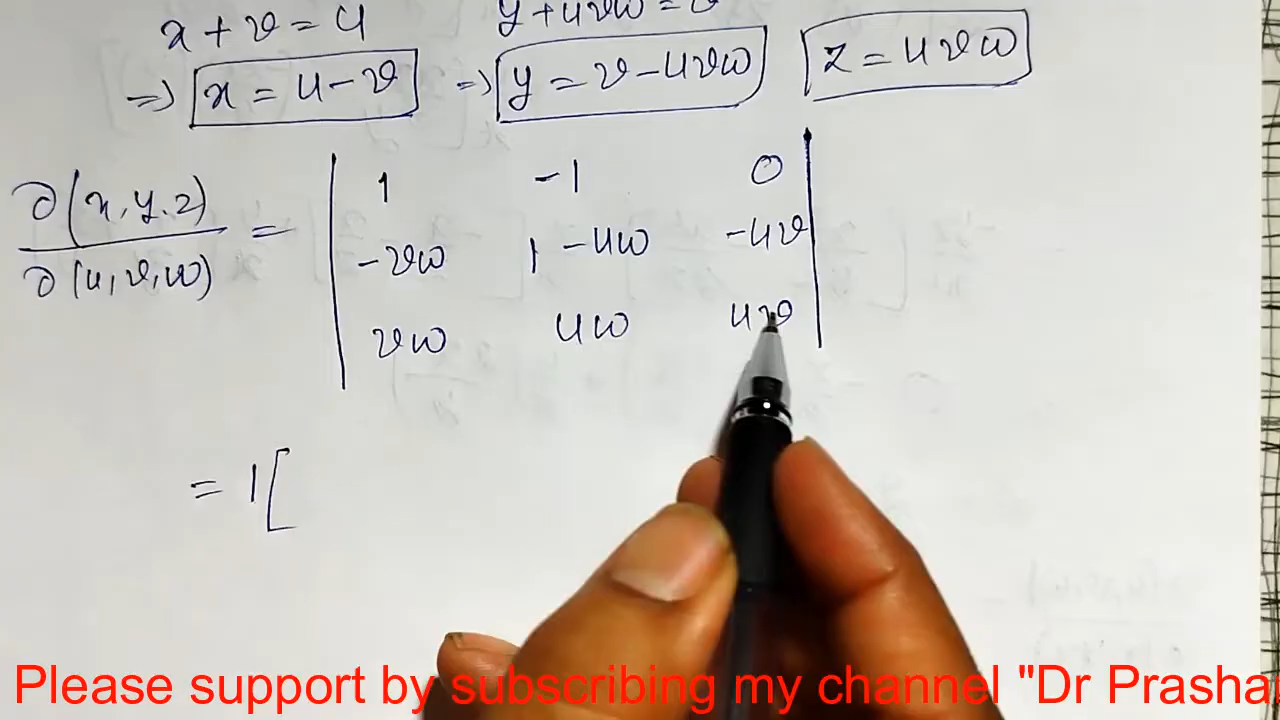 x + v = u y + uvw = v
⇒ x = u - v ⇒ y = v - uvw z = uvw
∂(x, y, z) / ∂(u, v, w) = | 1 -1 0 |
| -vw 1 - uw -uv |
| vw uw uv |
= 1 [
Please support by subscribing my channel "Dr Prasha